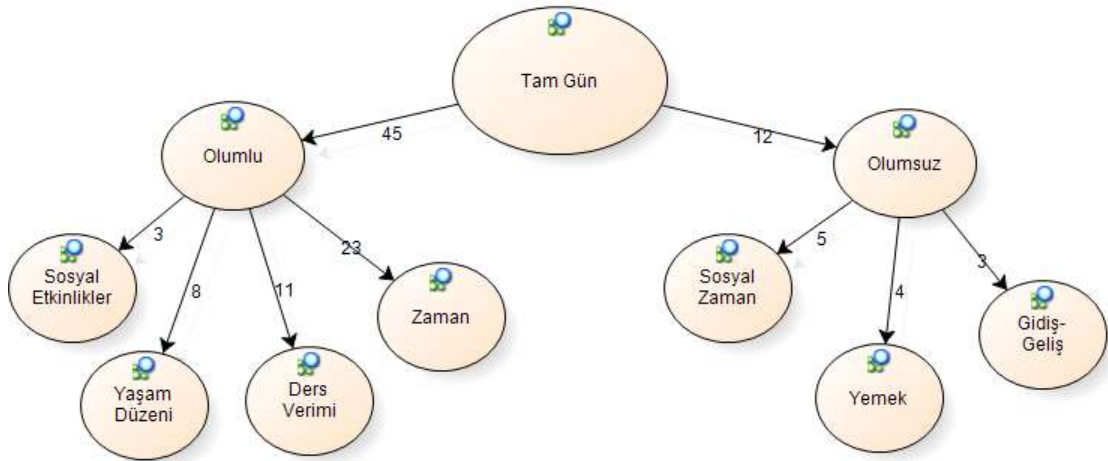 Tam Gün
45
12
Olumlu
Olumsuz
3
8
11
23
5
4
3
Sosyal
Etkinlikler
Yaşam
Düzeni
Ders
Verimi
Zaman
Sosyal
Zaman
Yemek
Gidiş-
Geliş